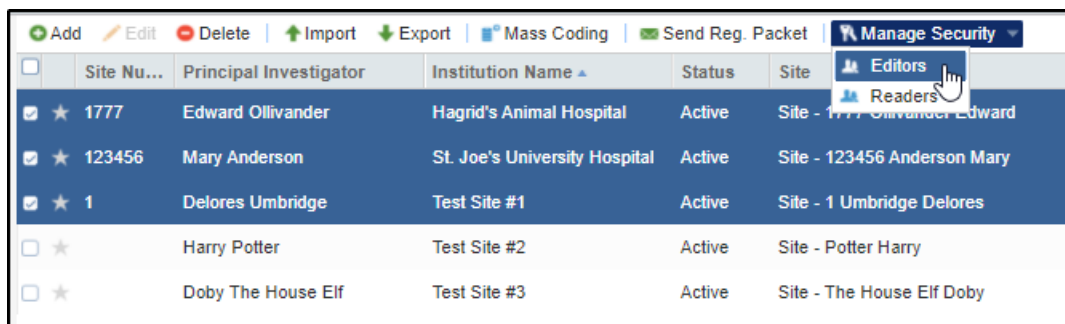 Add Edit Delete Import Export Mass Coding Send Reg. Packet Manage Security
Site Nu... Principal Investigator Institution Name Status Site
Editors
Readers
1777 Edward Ollivander Hagrid's Animal Hospital Active Site - 1777 Ollivander Edward
123456 Mary Anderson St. Joe's University Hospital Active Site - 123456 Anderson Mary
1 Delores Umbridge Test Site #1 Active Site - 1 Umbridge Delores
Harry Potter Test Site #2 Active Site - Potter Harry
Doby The House Elf Test Site #3 Active Site - The House Elf Doby